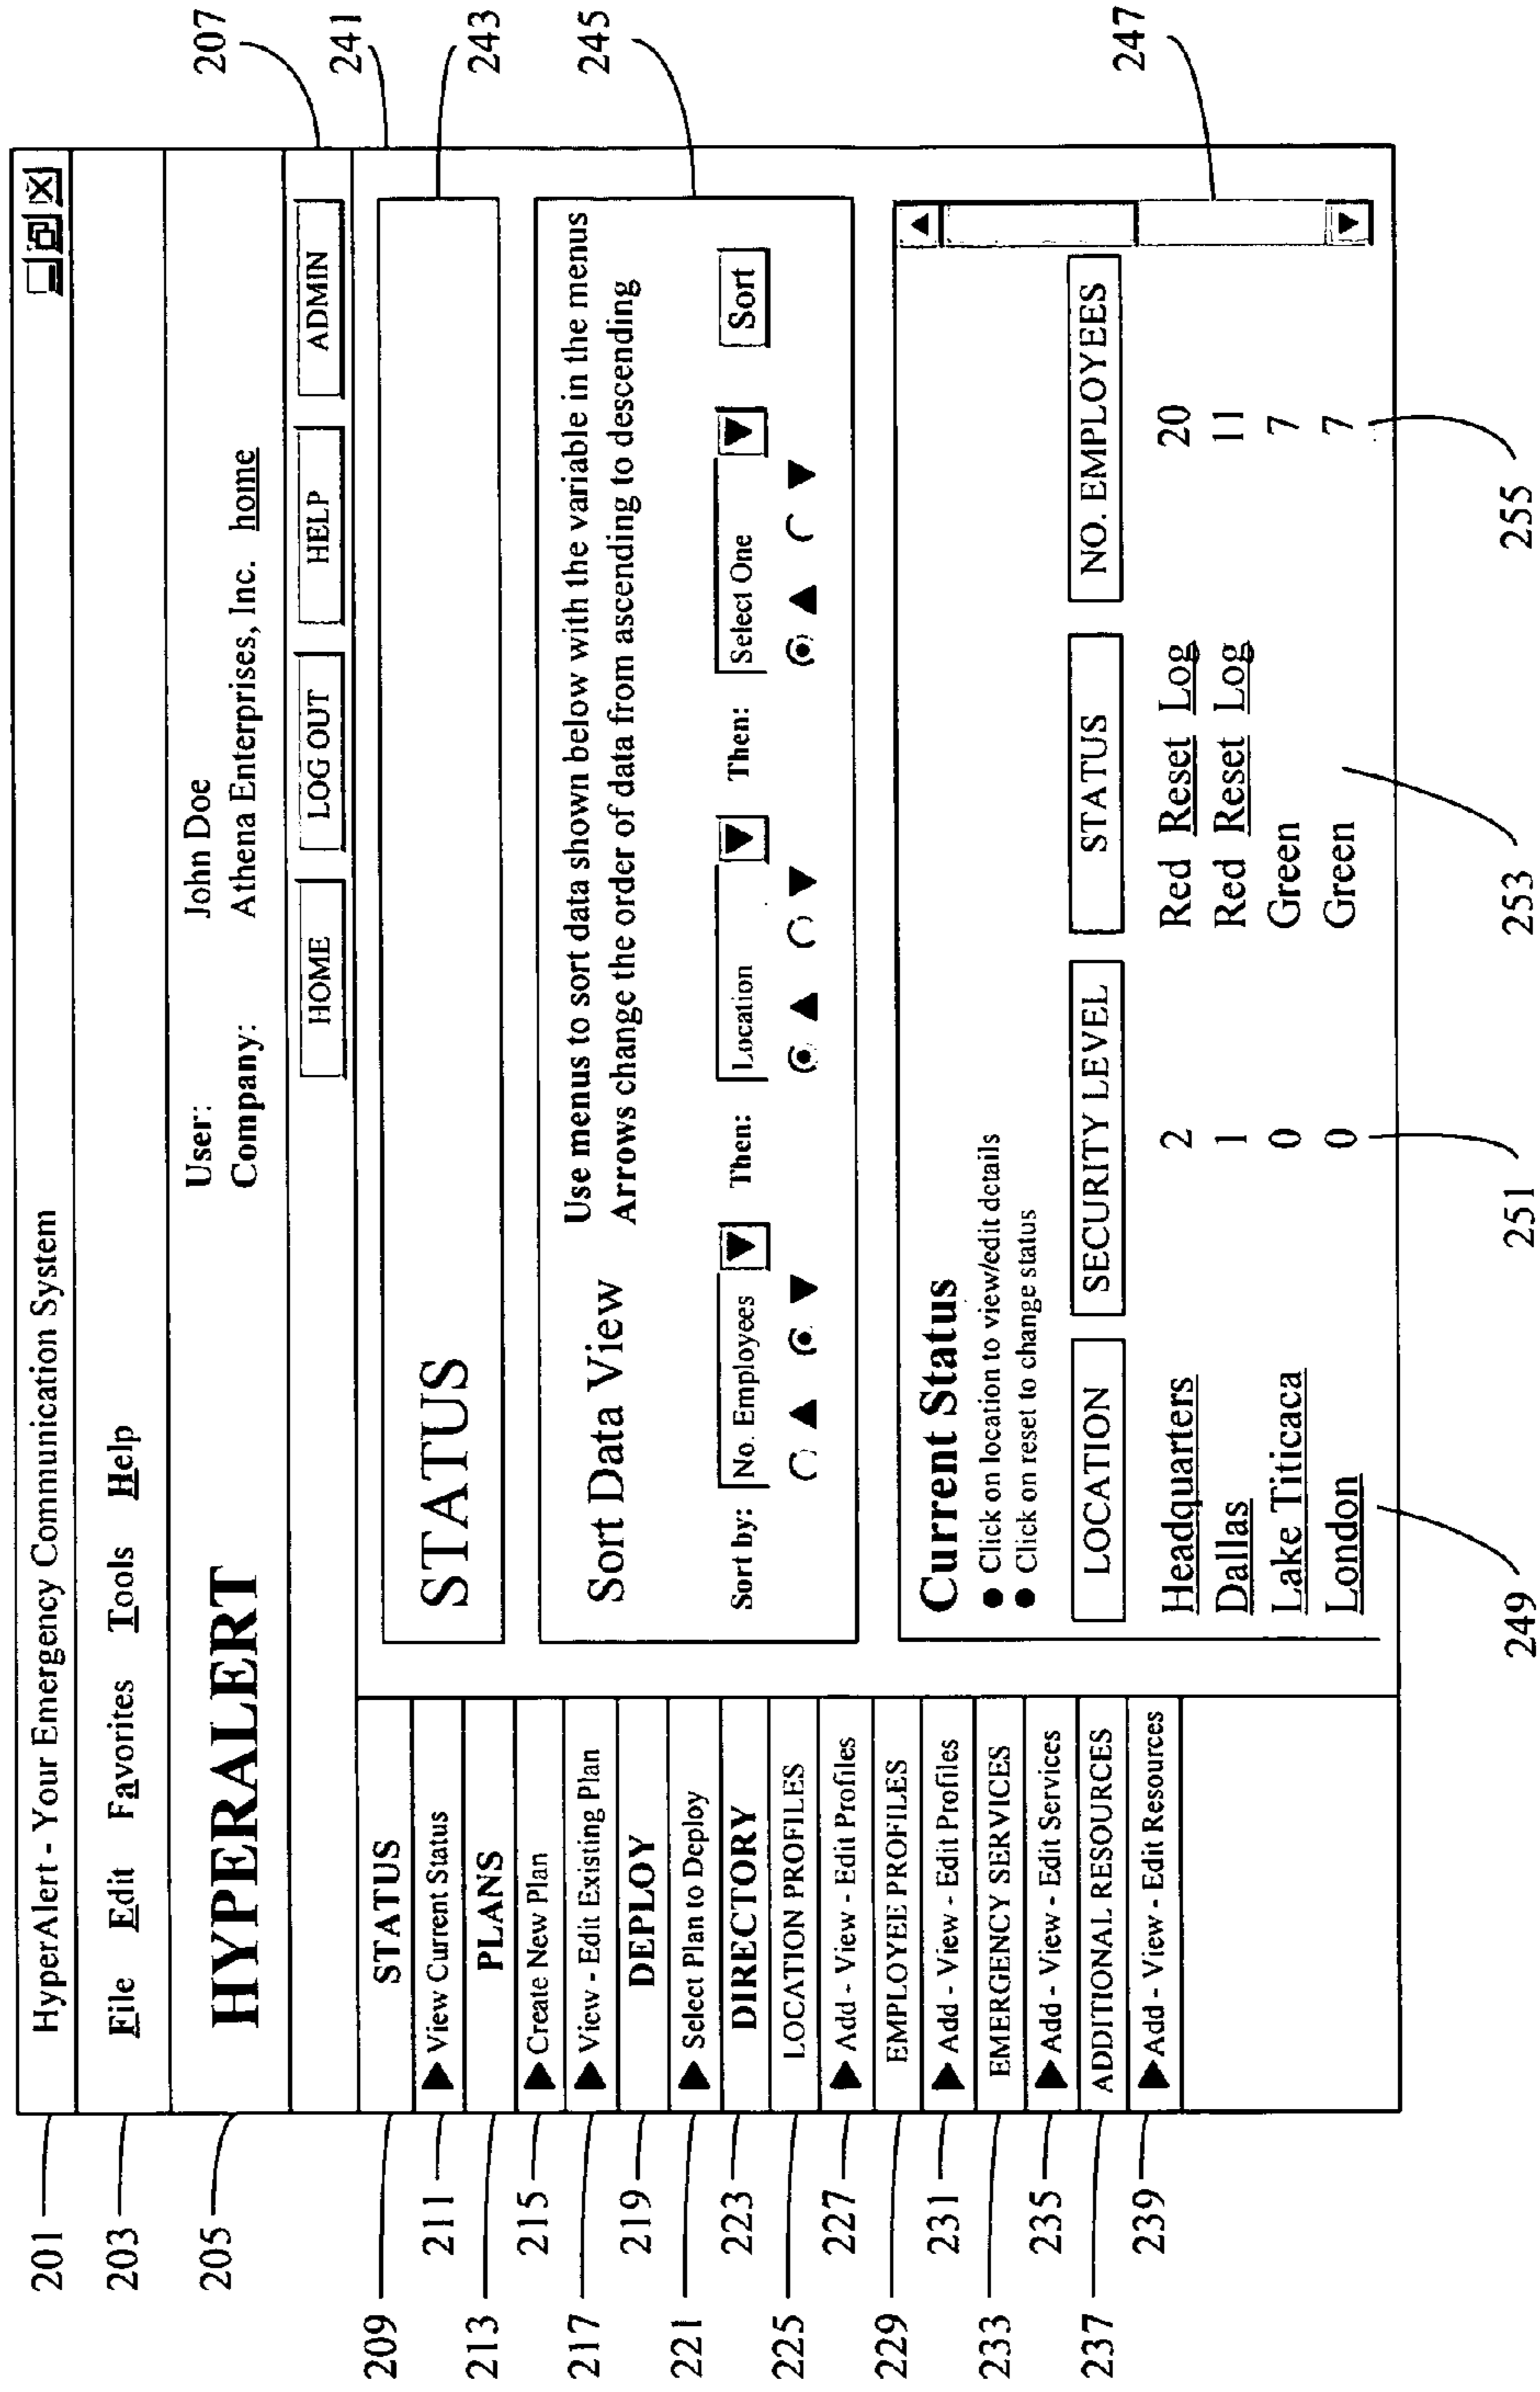 201
HyperAlert - Your Emergency Communication System
203
File Edit Favorites Tools Help
205
HYPERALERT
User: John Doe
Company: Athena Enterprises, Inc. home
207
HOME LOG OUT HELP ADMIN
241
209
STATUS
211
▶ View Current Status
213
PLANS
215
▶ Create New Plan
217
▶ View - Edit Existing Plan
219
DEPLOY
221
▶ Select Plan to Deploy
223
DIRECTORY
225
LOCATION PROFILES
227
▶ Add - View - Edit Profiles
229
EMPLOYEE PROFILES
231
▶ Add - View - Edit Profiles
233
EMERGENCY SERVICES
235
▶ Add - View - Edit Services
237
ADDITIONAL RESOURCES
239
▶ Add - View - Edit Resources
STATUS
243
Sort Data View
Use menus to sort data shown below with the variable in the menus
Arrows change the order of data from ascending to descending
245
Sort by: No. Employees ▼ Then: Location ▼ Then: Select One ▼ Sort
▲ ▼ ▲ ▼ ▲ ▼
Current Status
● Click on location to view/edit details
● Click on reset to change status
247
LOCATION SECURITY LEVEL STATUS NO. EMPLOYEES
Headquarters 2 Red Reset Log 20
Dallas 1 Red Reset Log 11
Lake Titicaca 0 Green 7
London 0 Green 7
249 251 253 255